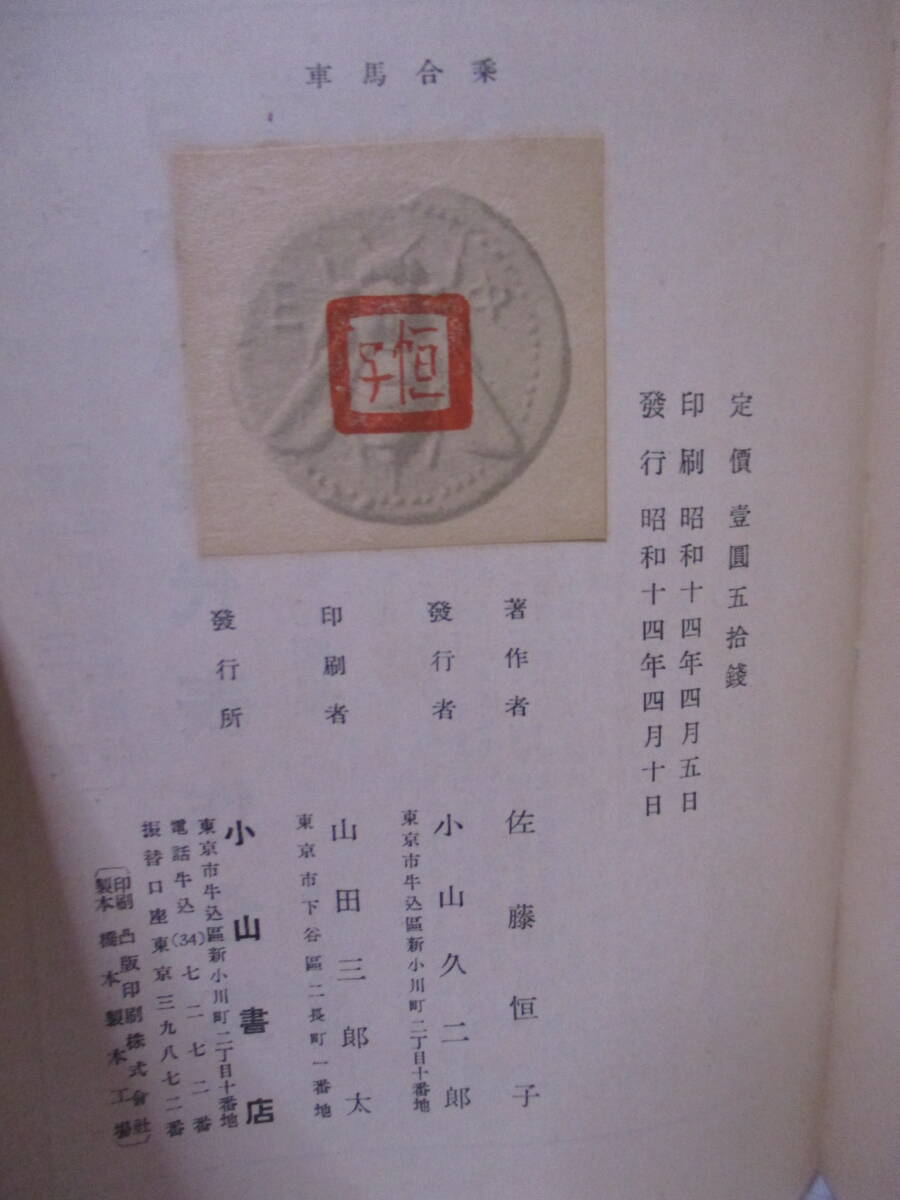 乘合馬車
恒子
定價壹圓五拾錢
印刷昭和十四年四月五日
發行昭和十四年四月十日
著作者 佐藤恒子
發行者 小山久二郎
東京市牛込區新小川町二丁目十番地
印刷者 山田三郎太
東京市下谷區二長町一番地
發行所 小山書店
東京市牛込區新小川町二丁目十番地
電話牛込(34)七二七二番
振替口座東京三九八七二番
印刷 凸版印刷株式會社
製本 橋本製本工場